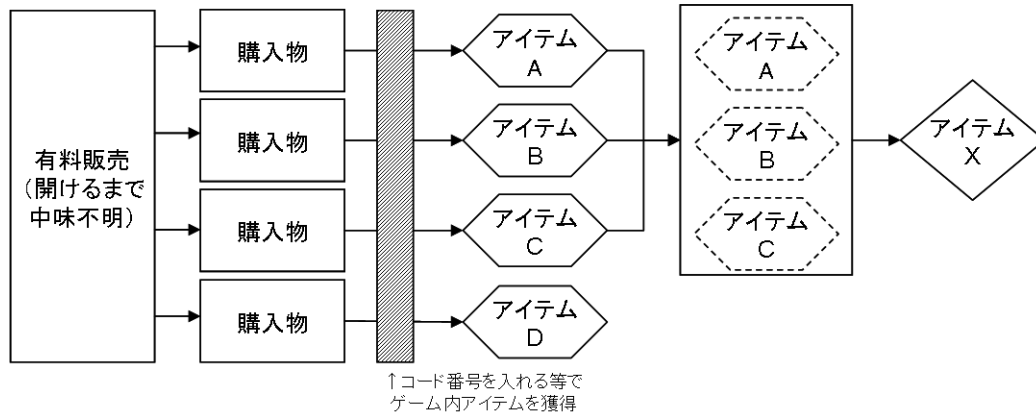 有料販売
(開けるまで
中味不明)
購入物
購入物
購入物
購入物
アイテム
A
アイテム
B
アイテム
C
アイテム
D
↑コード番号を入れる等で
ゲーム内アイテムを獲得
アイテム
A
アイテム
B
アイテム
C
アイテム
X